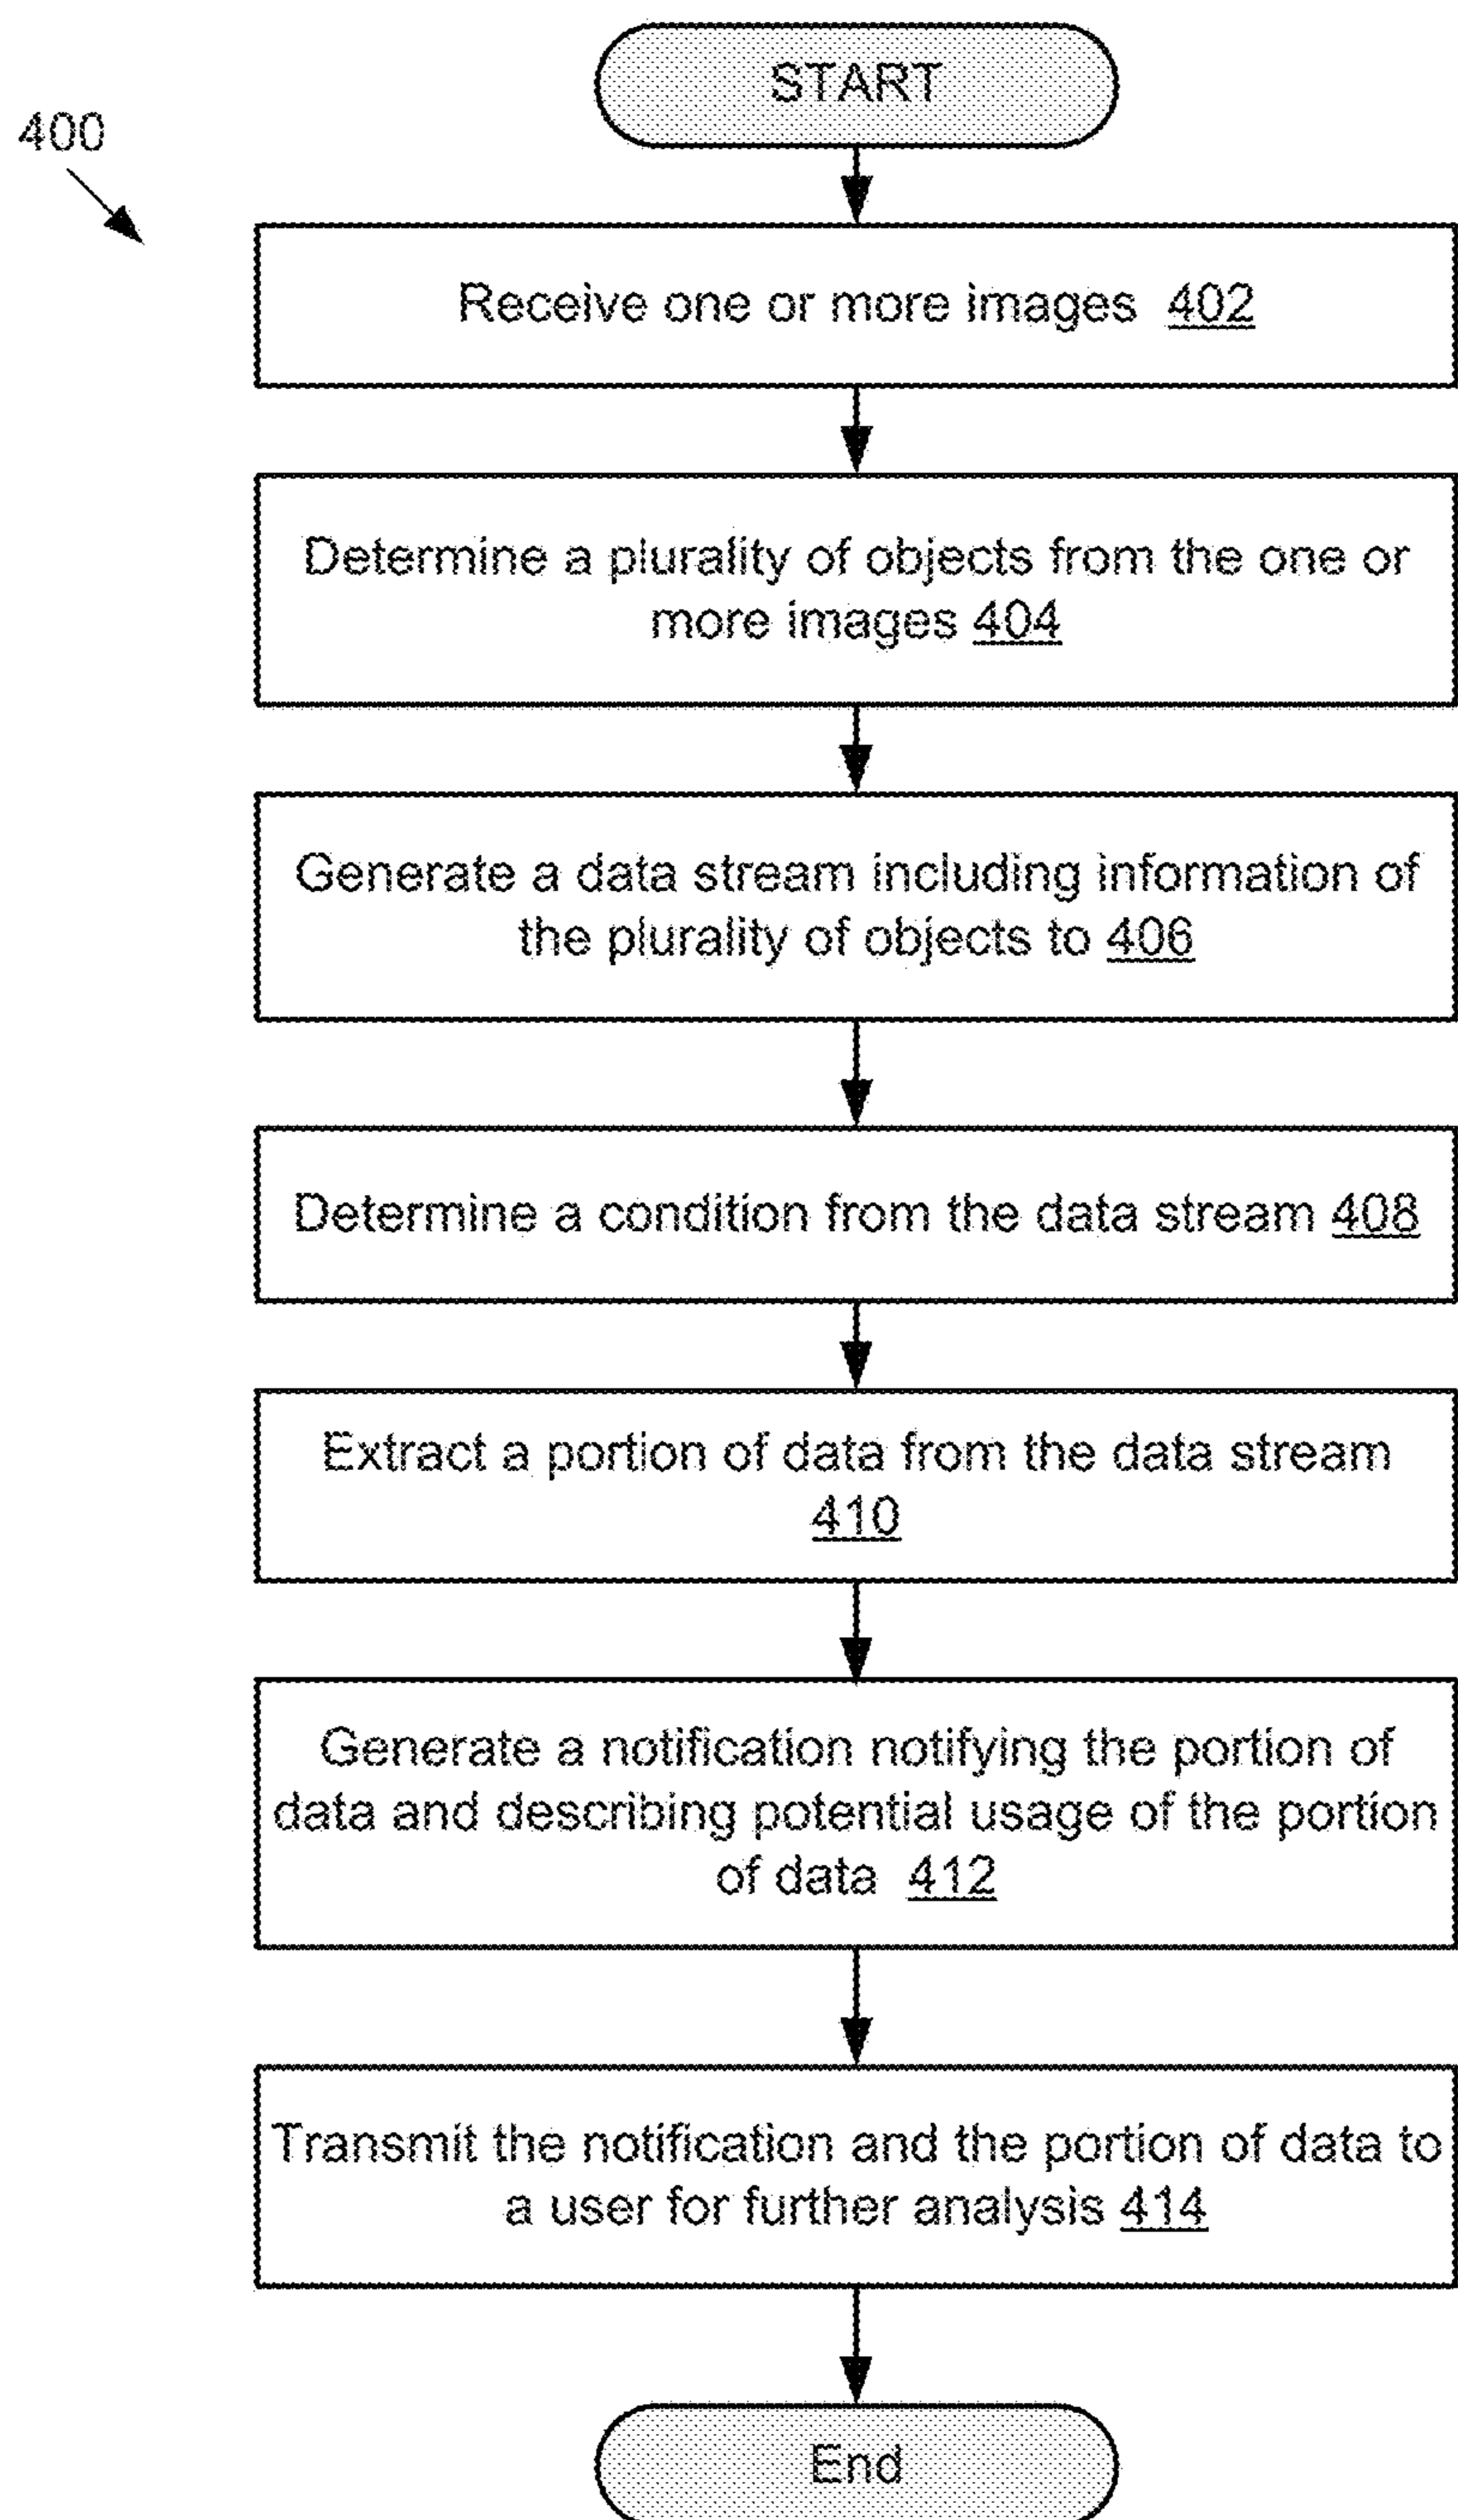 START
400
Receive one or more images 402
Determine a plurality of objects from the one or
more images 404
Generate a data stream including information of
the plurality of objects to 406
Determine a condition from the data stream 408
Extract a portion of data from the data stream
410
Generate a notification notifying the portion of
data and describing potential usage of the portion
of data 412
Transmit the notification and the portion of data to
a user for further analysis 414
End